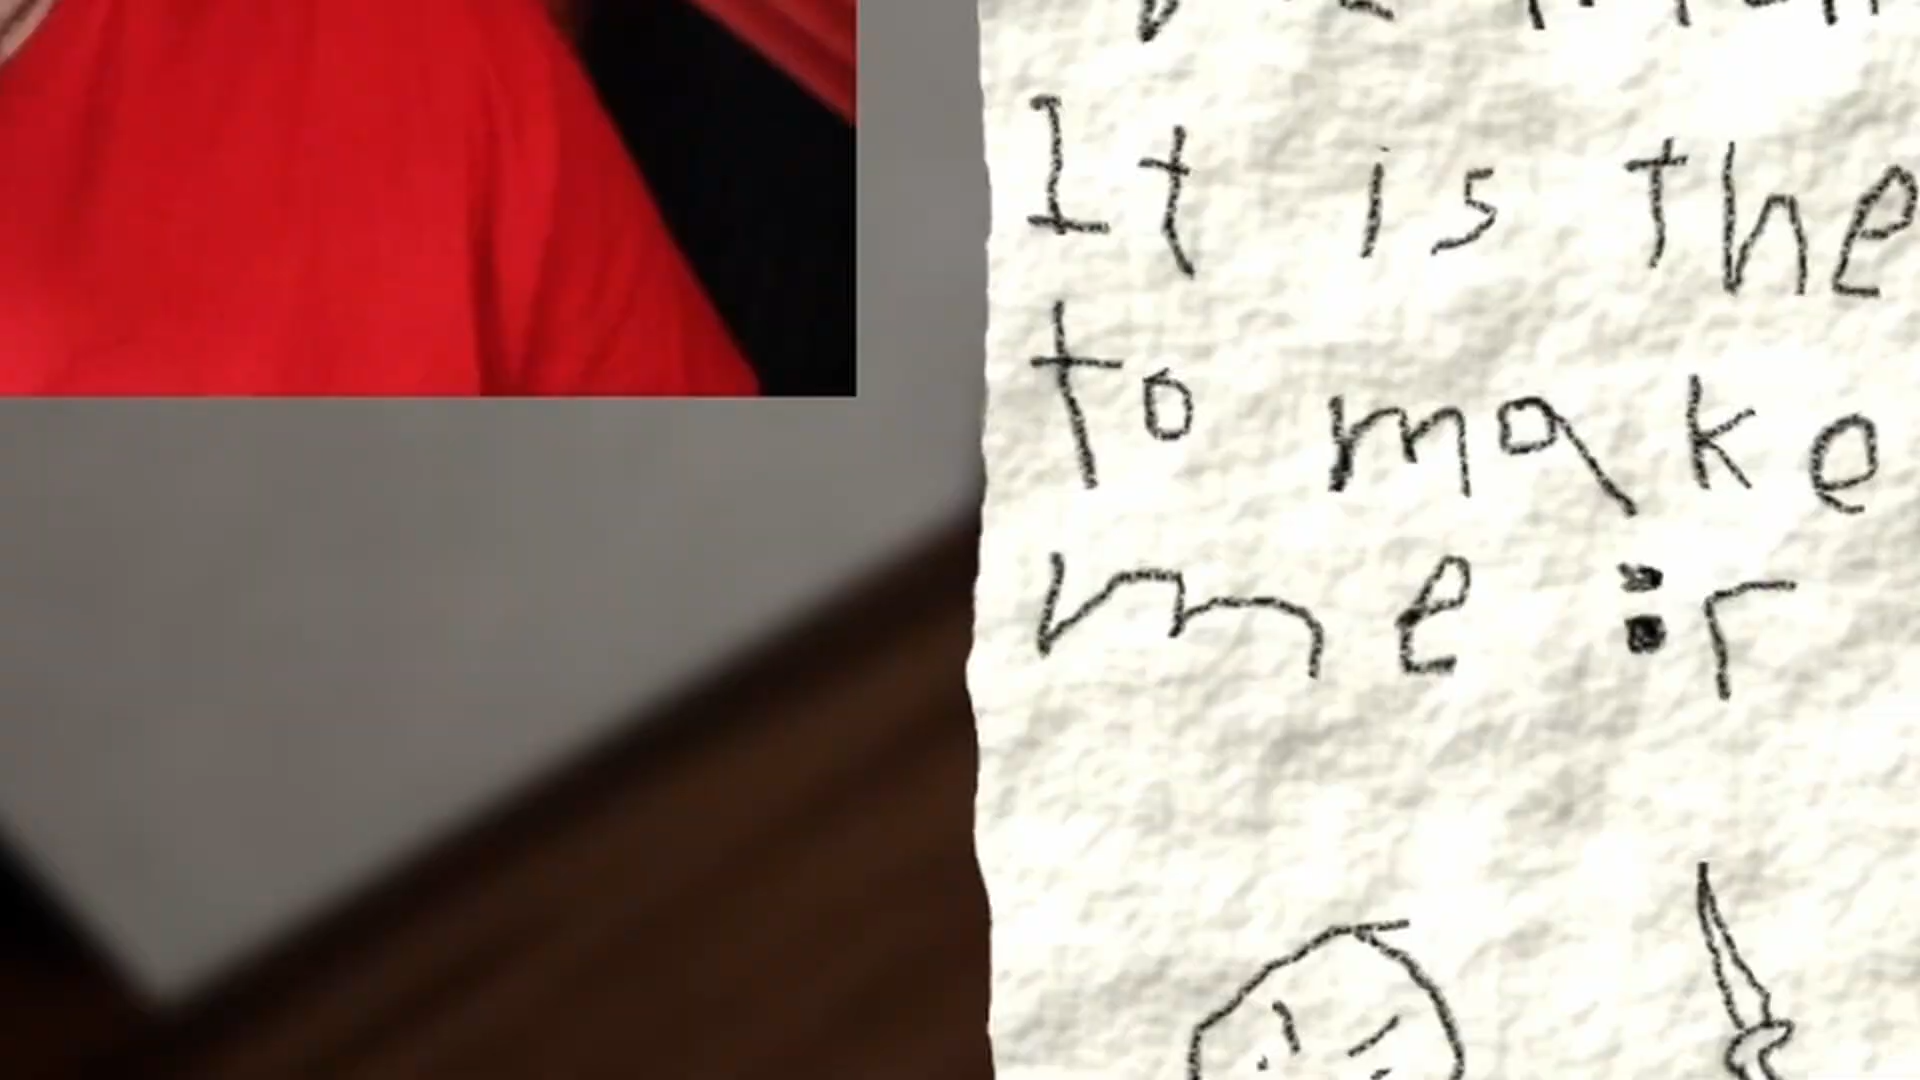 It is the
to make
me :r